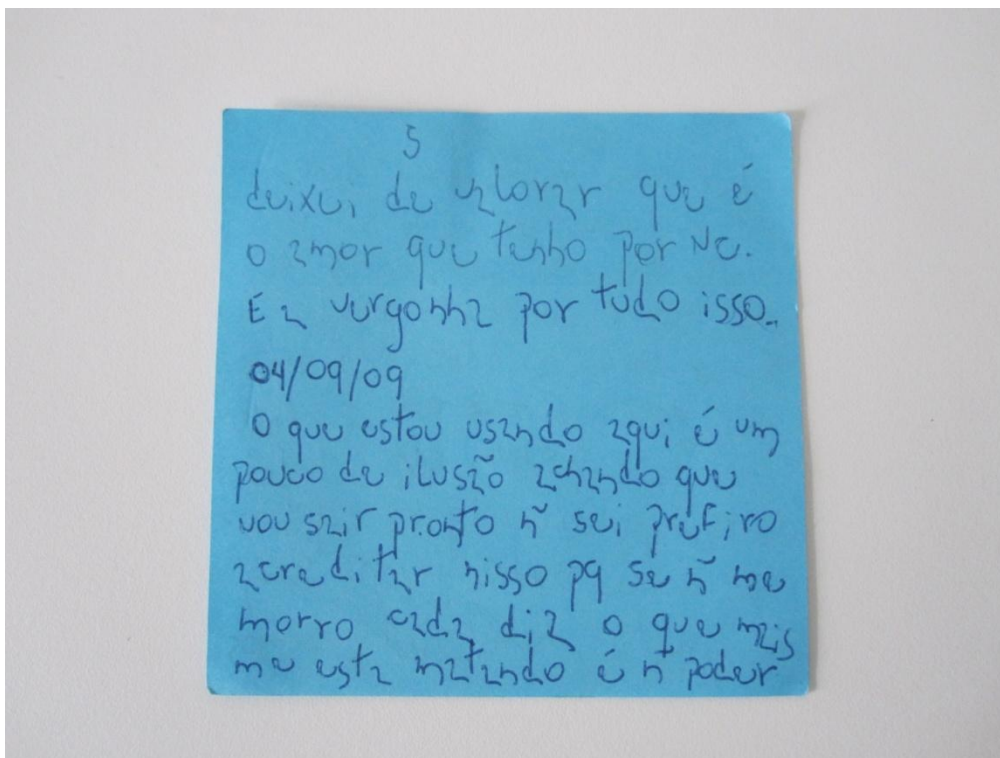 5
deixei de valorar que é
o amor que tenho por Ne.
E a vergonha por tudo isso..
04/09/09
O que estou usando aqui é um
pouco de ilusão achando que
vou sair pronto ñ sei prefiro
acreditar nisso pq se ñ me
morro cada dia o que mais
me esta matando é ñ poder